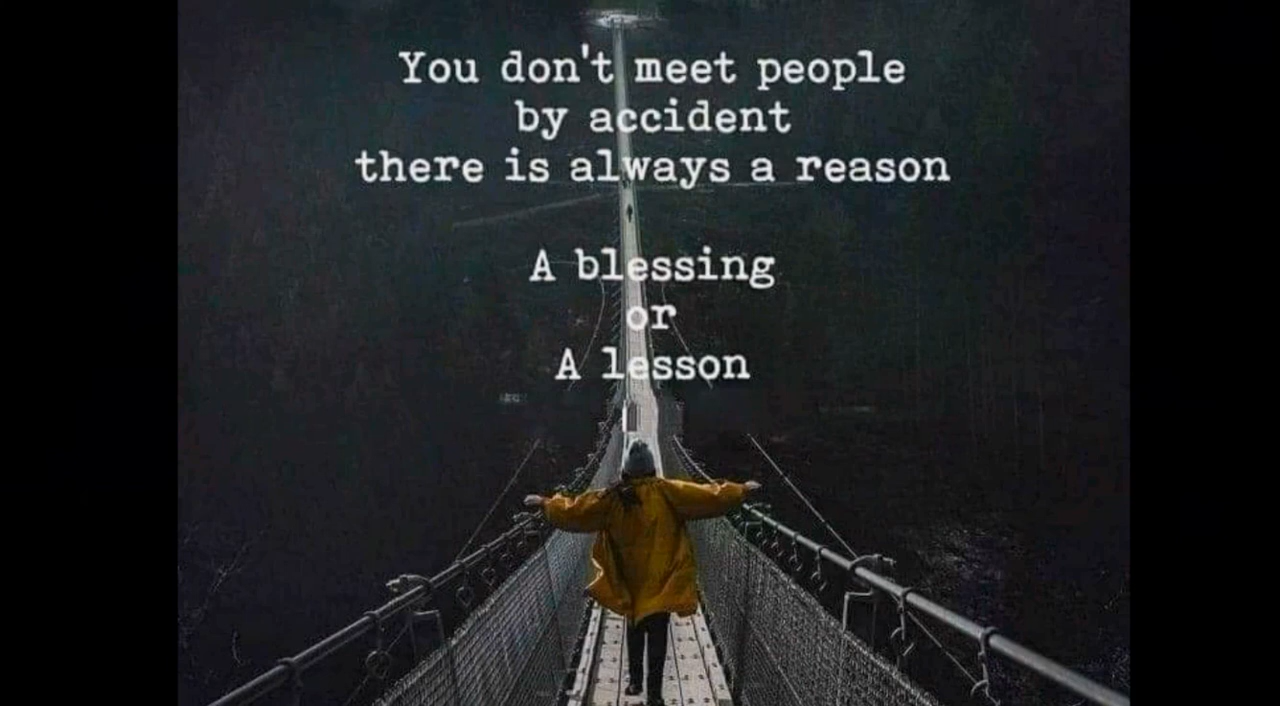 You don't meet people
by accident
there is always a reason
A blessing
or
A lesson